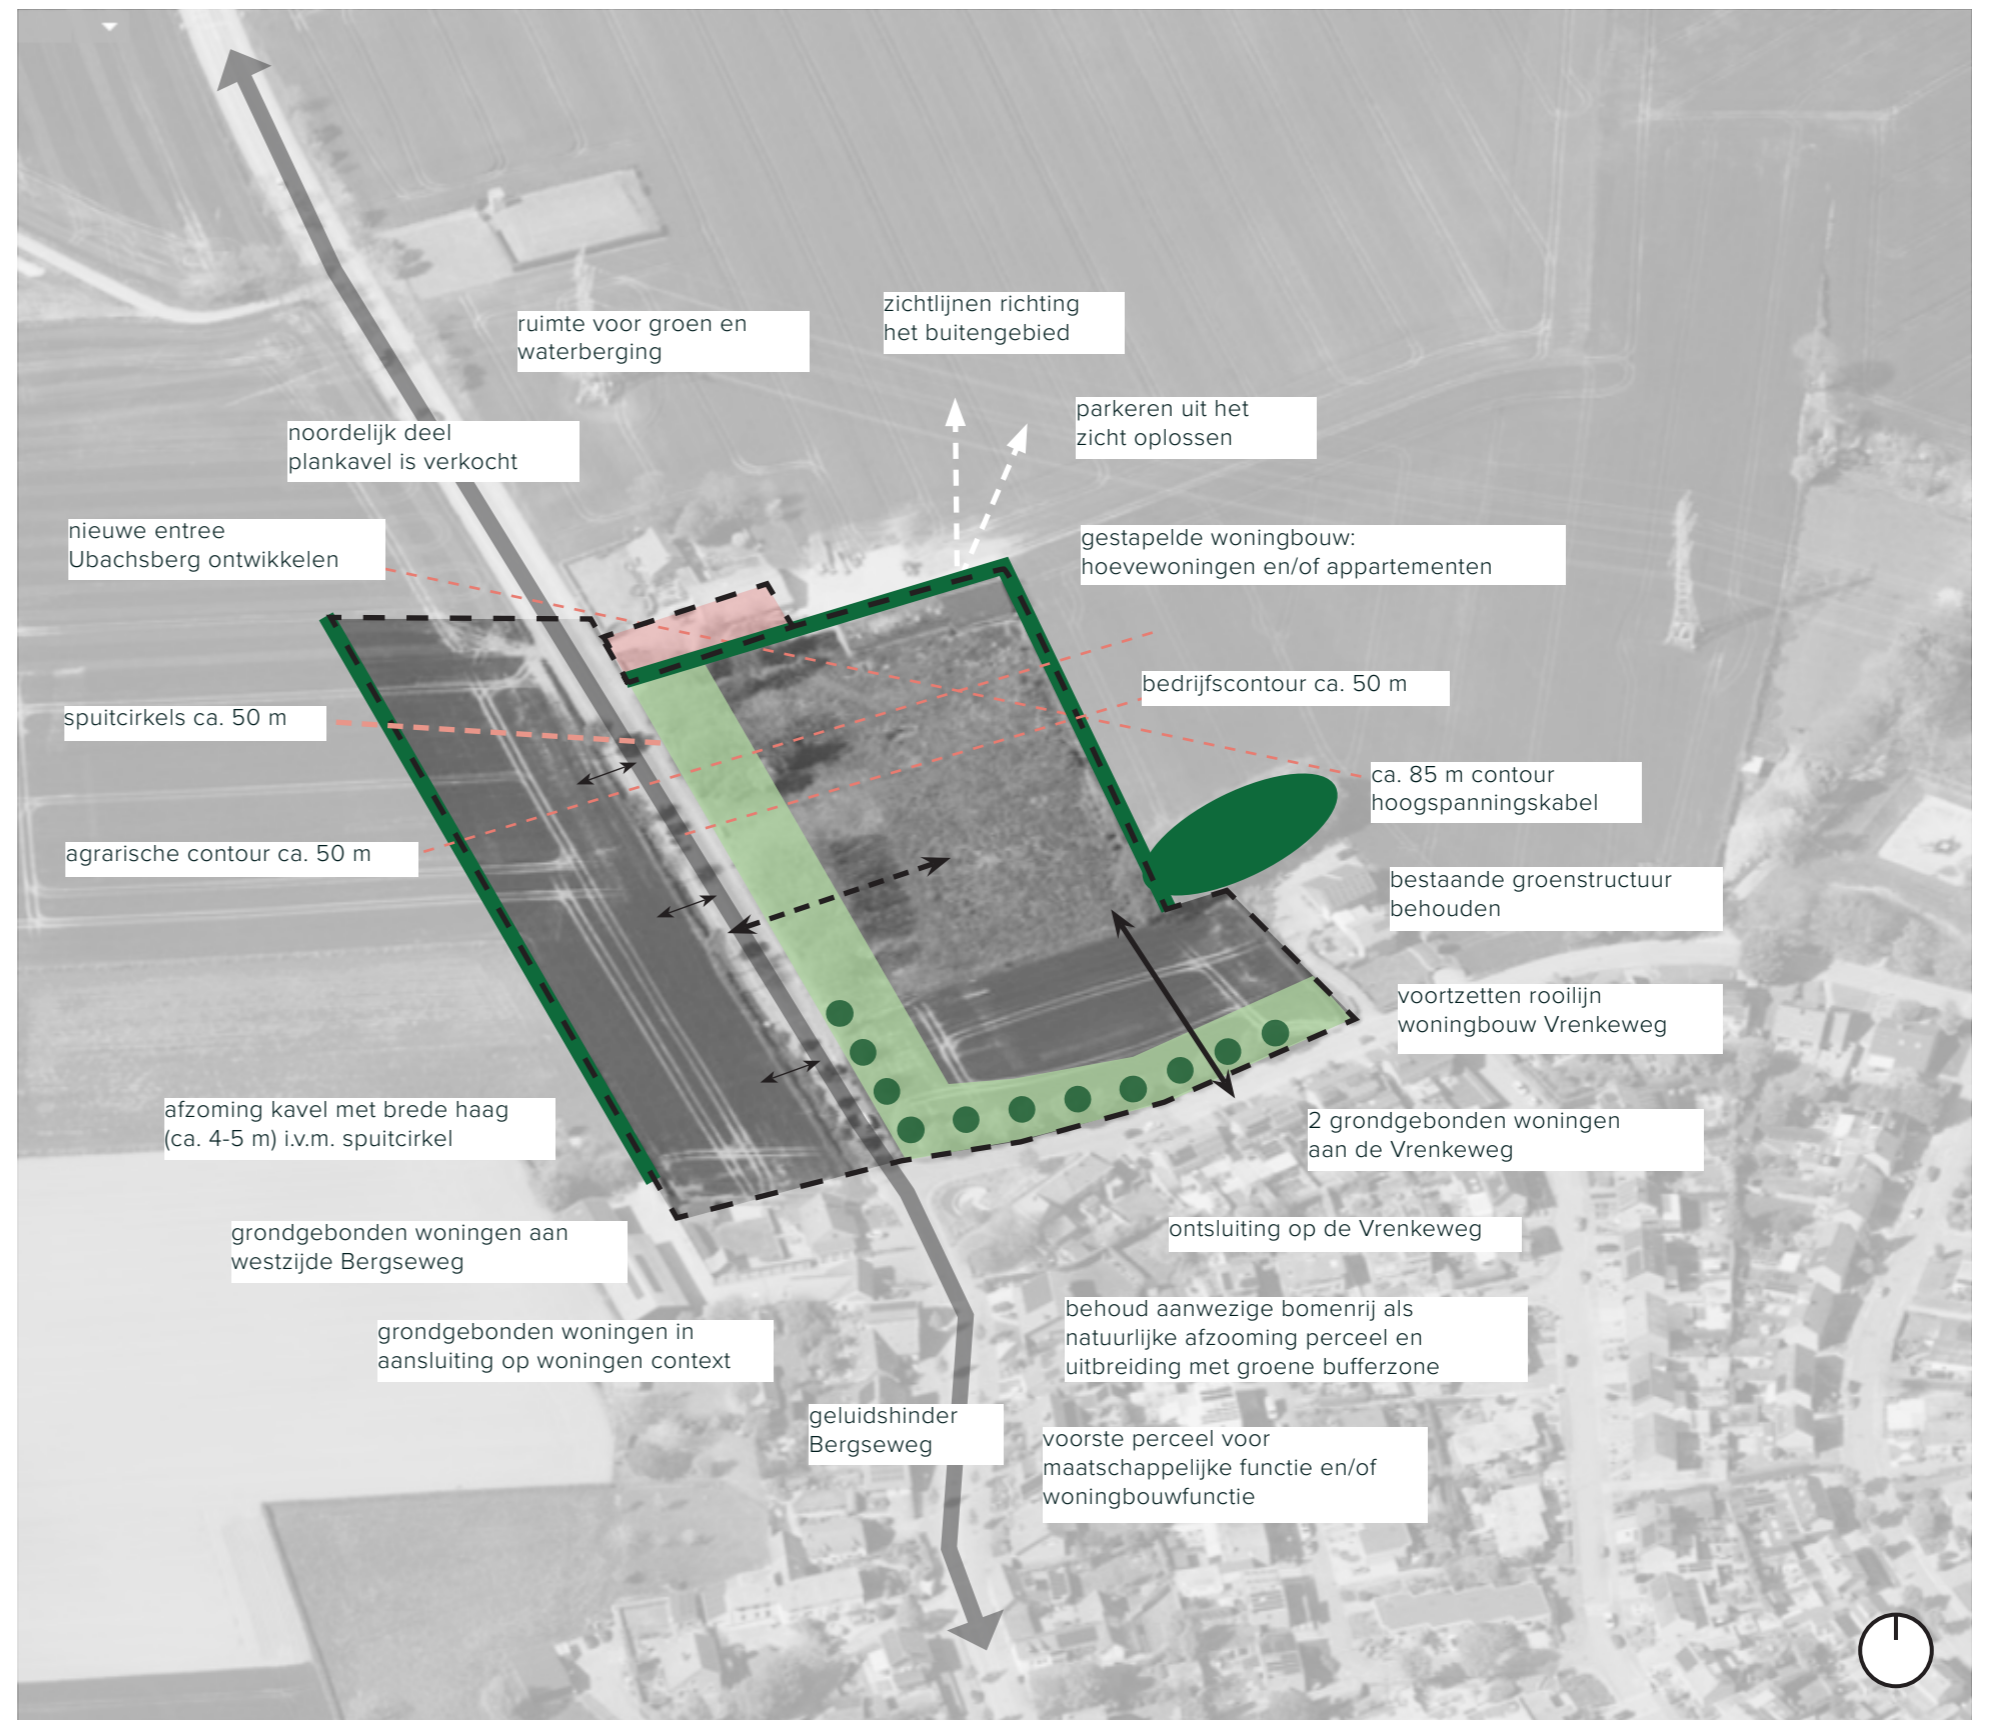 zichtlijnen richting
het buitengebied
ruimte voor groen en
waterberging
parkeren uit het
zicht oplossen
noordelijk deel
plankavel is verkocht
nieuwe entree
Ubachsberg ontwikkelen
gestapelde woningbouw:
hoevewoningen en/of appartementen
bedrijfscontour ca. 50 m
spuitcirkels ca. 50 m
ca. 85 m contour
hoogspanningskabel
agrarische contour ca. 50 m
bestaande groenstructuur
behouden
voortzetten rooilijn
woningbouw Vrenkeweg
afzoming kavel met brede haag
(ca. 4-5 m) i.v.m. spuitcirkel
2 grondgebonden woningen
aan de Vrenkeweg
grondgebonden woningen aan
westzijde Bergseweg
ontsluiting op de Vrenkeweg
grondgebonden woningen in
aansluiting op woningen context
behoud aanwezige bomenrij als
natuurlijke afzooming perceel en
uitbreiding met groene bufferzone
geluidshinder
Bergseweg
voorste perceel voor
maatschappelijke functie en/of
woningbouwfunctie